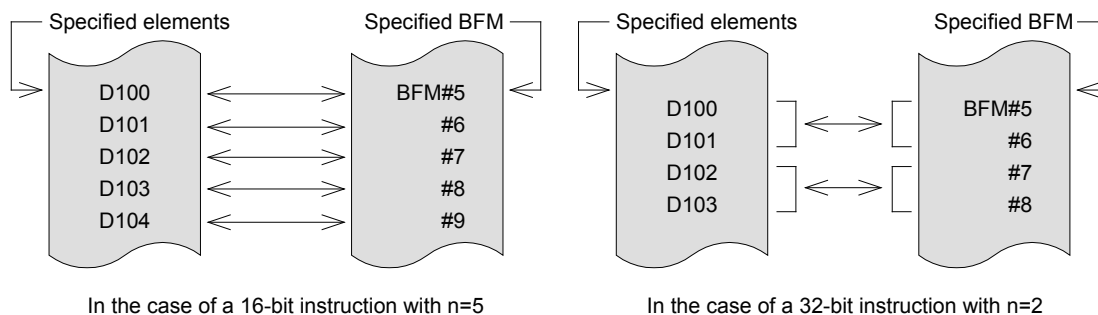 Specified elements
Specified BFM
D100
BFM#5
D101
#6
D102
#7
D103
#8
D104
#9
In the case of a 16-bit instruction with n=5
Specified elements
Specified BFM
D100
BFM#5
D101
#6
D102
#7
D103
#8
In the case of a 32-bit instruction with n=2